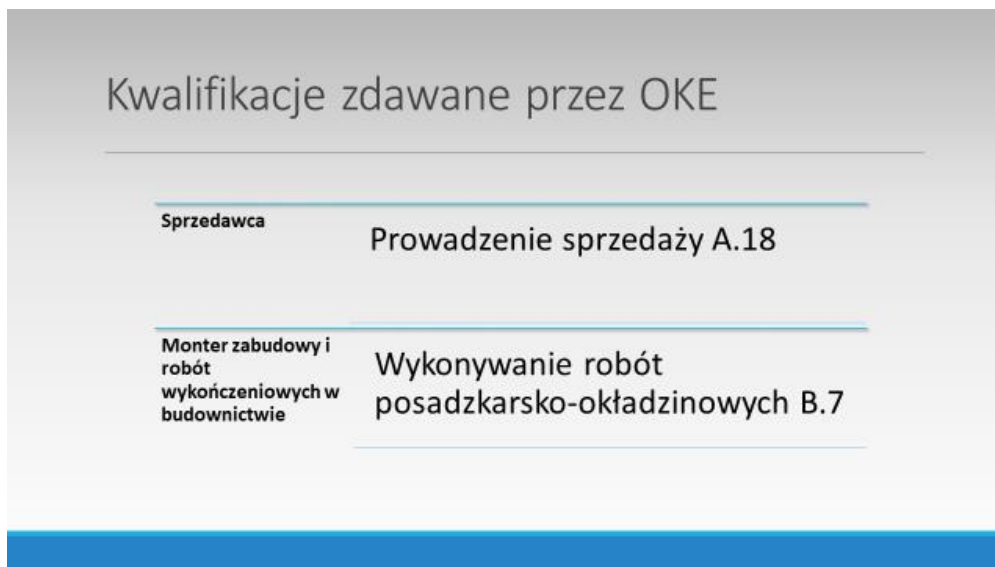 Kwalifikacje zdawane przez OKE
Sprzedawca
Prowadzenie sprzedaży A.18
Monter zabudowy i
robót
wykończeniowych w
budownictwie
Wykonywanie robót
posadzkarsko-okładzinowych B.7